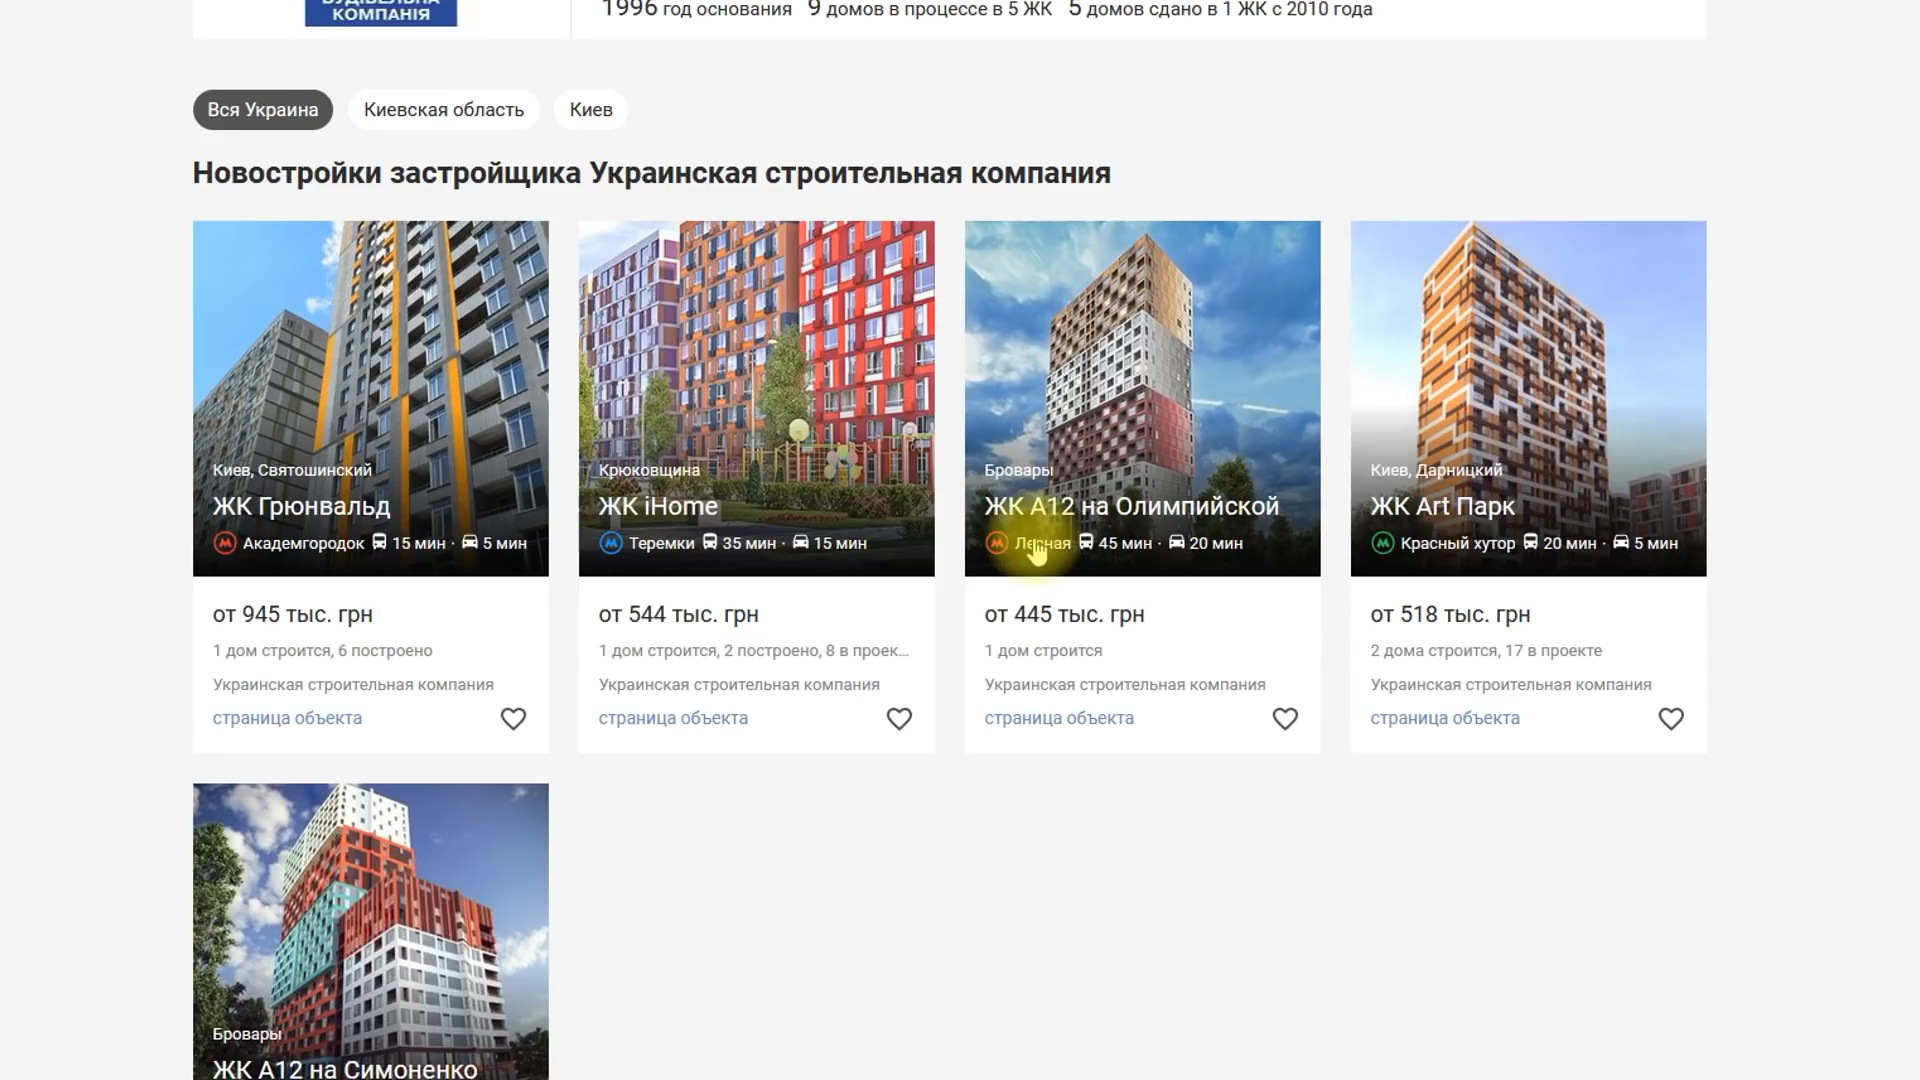 КОМПАНІЯ
1996 год основания 9 домов в процессе в 5 ЖК 5 домов сдано в 1 ЖК с 2010 года
Вся Украина
Киевская область
Киев
Новостройки застройщика Украинская строительная компания
Киев, Святошинский
ЖК Грюнвальд
Академгородок 15 мин · 5 мин
от 945 тыс. грн
1 дом строится, 6 построено
Украинская строительная компания
страница объекта
Крюковщина
ЖК iHome
Теремки 35 мин · 15 мин
от 544 тыс. грн
1 дом строится, 2 построено, 8 в проек...
Украинская строительная компания
страница объекта
Бровары
ЖК А12 на Олимпийской
Лесная 45 мин · 20 мин
от 445 тыс. грн
1 дом строится
Украинская строительная компания
страница объекта
Киев, Дарницкий
ЖК Art Парк
Красный хутор 20 мин · 5 мин
от 518 тыс. грн
2 дома строится, 17 в проекте
Украинская строительная компания
страница объекта
Бровары
ЖК А12 на Симоненко